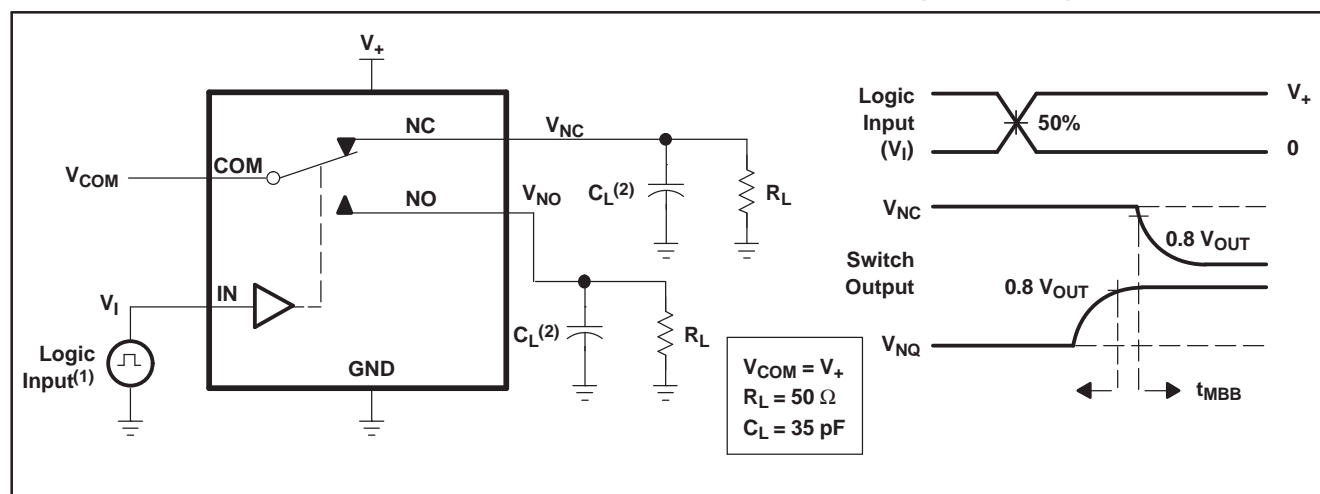 V+
NC
VNC
COM
VCOM
CL(2)
RL
NO
VNO
VI
IN
CL(2)
RL
Logic
Input(1)
GND
VCOM = V+
RL = 50 Ω
CL = 35 pF
Logic
Input
(VI)
50%
V+
0
VNC
0.8 VOUT
Switch
Output
0.8 VOUT
VNQ
tMBB